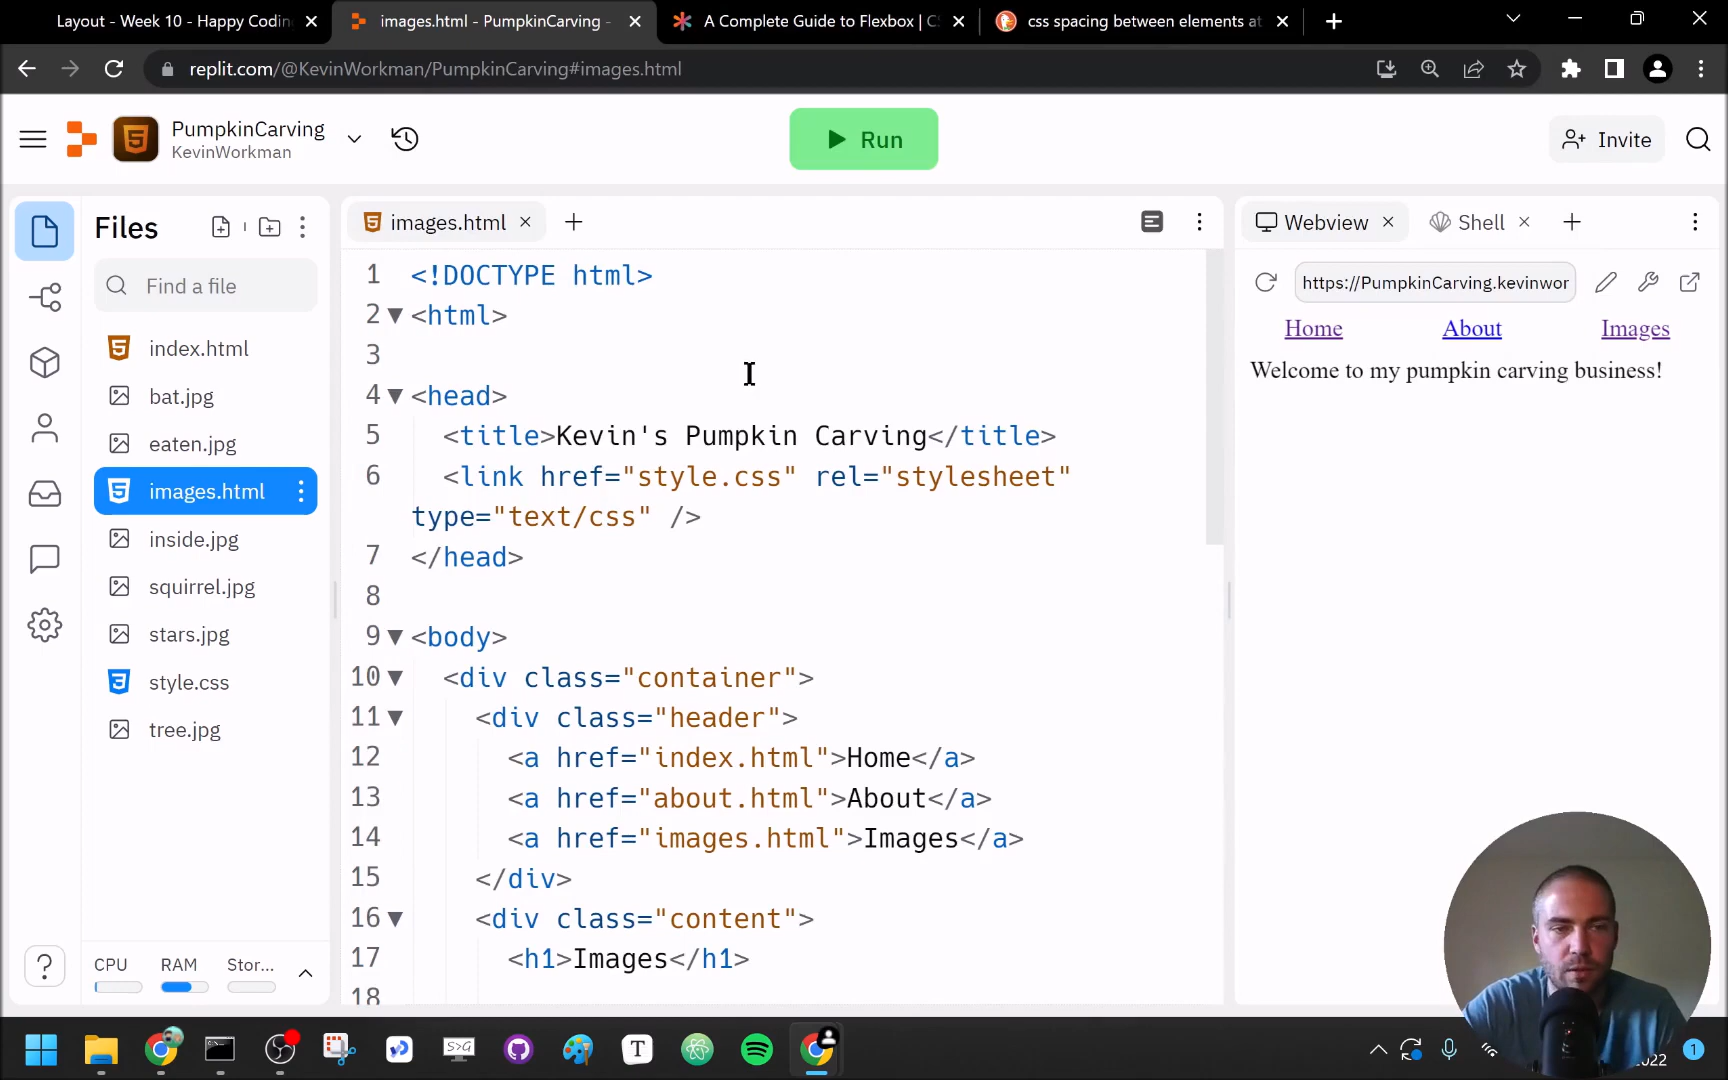 Layout - Week 10 - Happy Codin
images.html - PumpkinCarving -
A Complete Guide to Flexbox | CS
css spacing between elements at
replit.com/@KevinWorkman/PumpkinCarving#images.html
PumpkinCarving
KevinWorkman
Run
Invite
Files
Find a file
index.html
bat.jpg
eaten.jpg
images.html
inside.jpg
squirrel.jpg
stars.jpg
style.css
tree.jpg
CPU RAM Stor...
images.html
1 <!DOCTYPE html>
2 <html>
3
4 <head>
5 <title>Kevin's Pumpkin Carving</title>
6 <link href="style.css" rel="stylesheet"
type="text/css" />
7 </head>
8
9 <body>
10 <div class="container">
11 <div class="header">
12 <a href="index.html">Home</a>
13 <a href="about.html">About</a>
14 <a href="images.html">Images</a>
15 </div>
16 <div class="content">
17 <h1>Images</h1>
18
Webview Shell
https://PumpkinCarving.kevinwor
Home About Images
Welcome to my pumpkin carving business!
S>G
T
2022
1